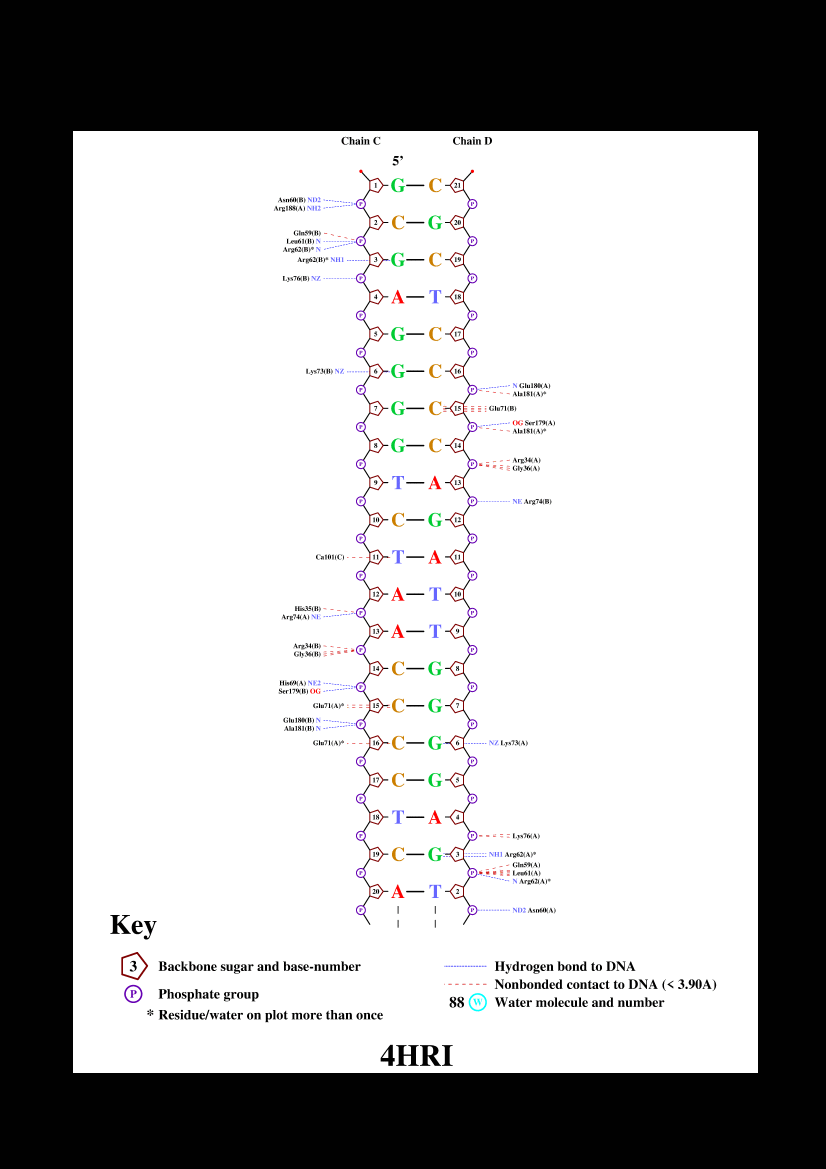 Chain C Chain D
5’
1 G C 21
Asn60(B) ND2 P P
Arg188(A) NH2
2 C G 20
Gln59(B)
Leu61(B) N P P
Arg62(B)* N
Arg62(B)* NH1 3 G C 19
Lys76(B) NZ P P
4 A T 18
P P
5 G C 17
P P
Lys73(B) NZ 6 G C 16
P P N Glu180(A)
Ala181(A)*
7 G C 15 Glu71(B)
P P OG Ser179(A)
Ala181(A)*
8 G C 14
P P Arg34(A)
Gly36(A)
9 T A 13
P P NE Arg74(B)
10 C G 12
P P
Ca101(C) 11 T A 11
P P
12 A T 10
His35(B) P P
Arg74(A) NE
13 A T 9
Arg34(B) P P
Gly36(B)
14 C G 8
His69(A) NE2 P P
Ser179(B) OG
Glu71(A)* 15 C G 7
Glu180(B) N P P
Ala181(B) N
Glu71(A)* 16 C G 6 NZ Lys73(A)
P P
17 C G 5
P P
18 T A 4
P P Lys76(A)
19 C G 3 NH1 Arg62(A)*
Gln59(A)
P P Leu61(A)
N Arg62(A)*
20 A T 2
P P ND2 Asn60(A)
Key
3 Backbone sugar and base-number
P Phosphate group
* Residue/water on plot more than once
Hydrogen bond to DNA
Nonbonded contact to DNA (< 3.90A)
88 W Water molecule and number
4HRI